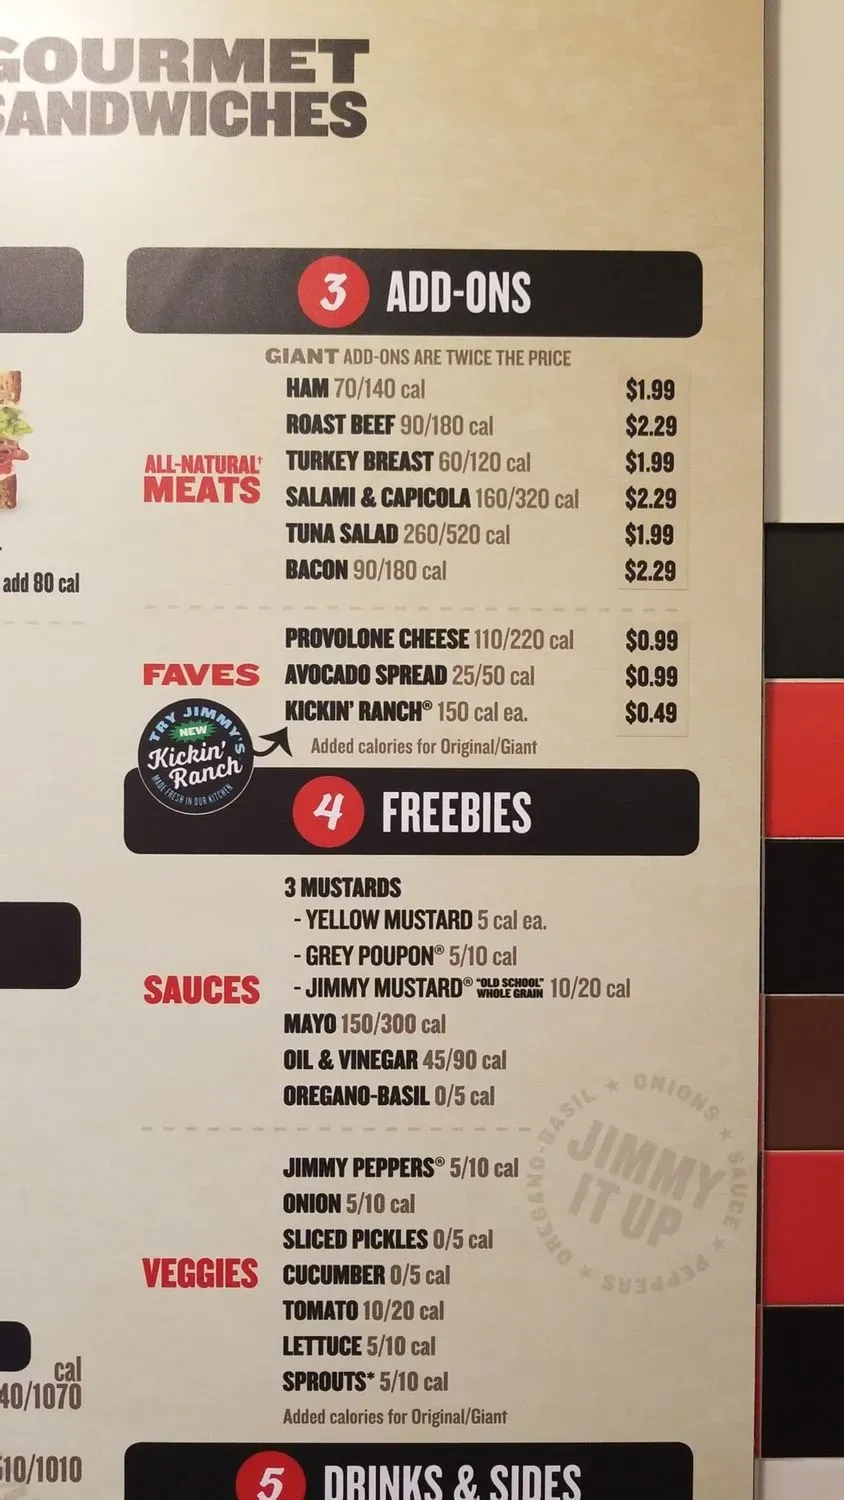 GOURMET
SANDWICHES
3 ADD-ONS
GIANT ADD-ONS ARE TWICE THE PRICE
ALL-NATURAL†
MEATS
HAM 70/140 cal $1.99
ROAST BEEF 90/180 cal $2.29
TURKEY BREAST 60/120 cal $1.99
SALAMI & CAPICOLA 160/320 cal $2.29
TUNA SALAD 260/520 cal $1.99
BACON 90/180 cal $2.29
add 80 cal
FAVES
PROVOLONE CHEESE 110/220 cal $0.99
AVOCADO SPREAD 25/50 cal $0.99
KICKIN' RANCH® 150 cal ea. $0.49
Added calories for Original/Giant
TRY JIMMY'S
NEW
Kickin'
Ranch
MADE FRESH IN OUR KITCHEN
4 FREEBIES
SAUCES
3 MUSTARDS
- YELLOW MUSTARD 5 cal ea.
- GREY POUPON® 5/10 cal
- JIMMY MUSTARD® "OLD SCHOOL" WHOLE GRAIN 10/20 cal
MAYO 150/300 cal
OIL & VINEGAR 45/90 cal
OREGANO-BASIL 0/5 cal
VEGGIES
JIMMY PEPPERS® 5/10 cal
ONION 5/10 cal
SLICED PICKLES 0/5 cal
CUCUMBER 0/5 cal
TOMATO 10/20 cal
LETTUCE 5/10 cal
SPROUTS* 5/10 cal
Added calories for Original/Giant
JIMMY
IT UP
OREGANO-BASIL ★ ONIONS ★ SAUCE ★ PEPPERS ★
cal
40/1070
510/1010
5 DRINKS & SIDES